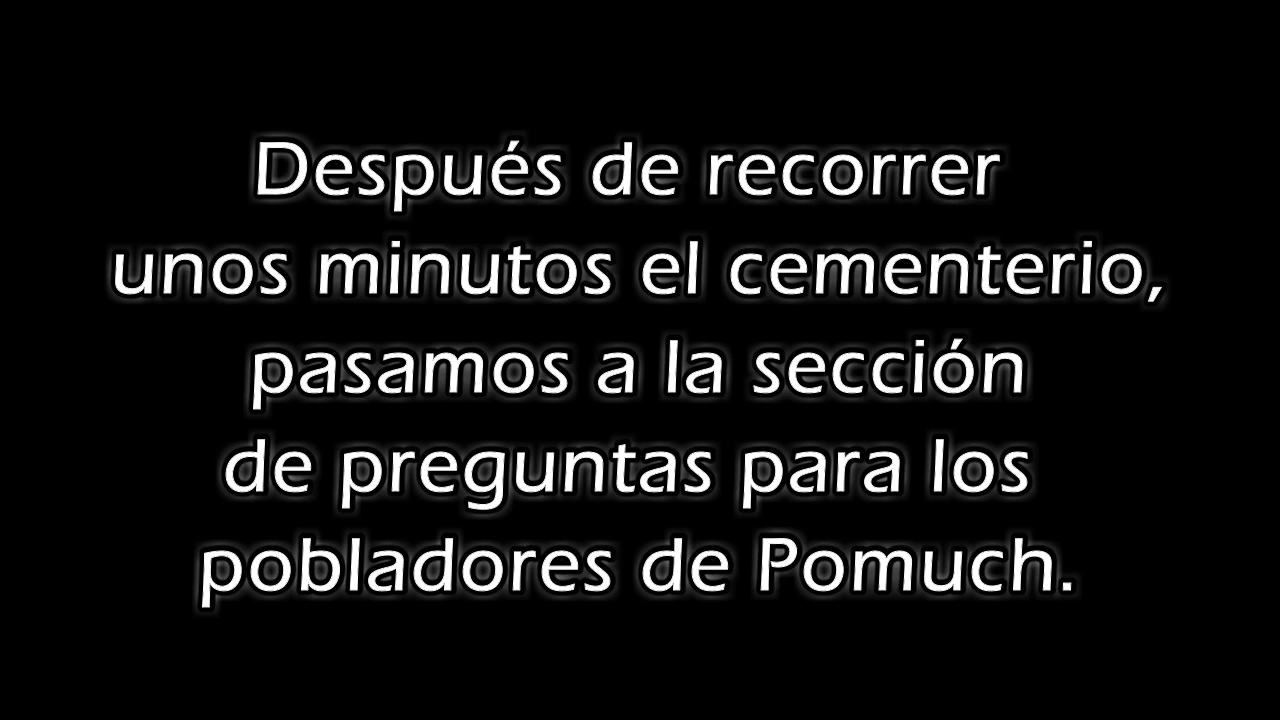 Después de recorrer
unos minutos el cementerio,
pasamos a la sección
de preguntas para los
pobladores de Pomuch.